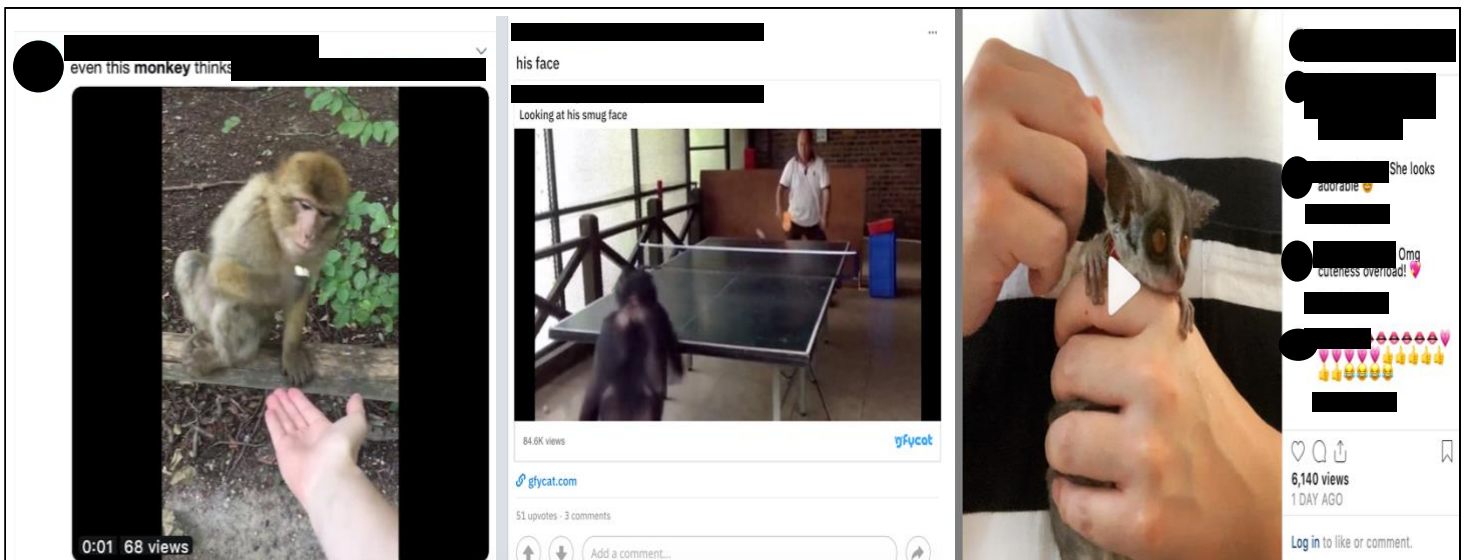 even this monkey thinks
0:01 68 views
his face
Looking at his smug face
84.6K views
gfycat
gfycat.com
51 upvotes · 3 comments
Add a comment...
She looks
adorable 🤩
Omg
cuteness overload! 💖
👄👄👄👄👄💗
💗💗💗💗💗👍👍👍👍👍
👍👍😂😂😂😂
6,140 views
1 DAY AGO
Log in to like or comment.